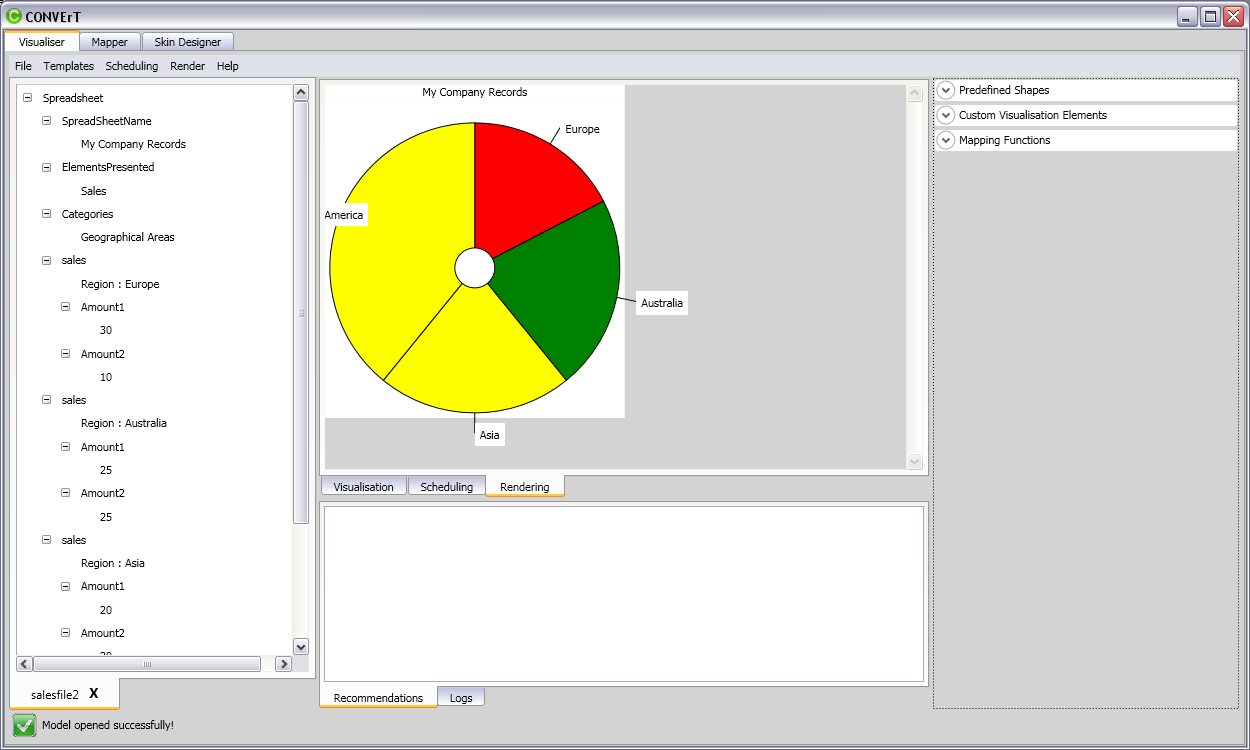 CONVErT
Visualiser Mapper Skin Designer
File Templates Scheduling Render Help
Spreadsheet
SpreadSheetName
My Company Records
ElementsPresented
Sales
Categories
Geographical Areas
sales
Region : Europe
Amount1
30
Amount2
10
sales
Region : Australia
Amount1
25
Amount2
25
sales
Region : Asia
Amount1
20
Amount2
salesfile2 X
My Company Records
Europe
America
Australia
Asia
Visualisation Scheduling Rendering
Recommendations Logs
Predefined Shapes
Custom Visualisation Elements
Mapping Functions
Model opened successfully!